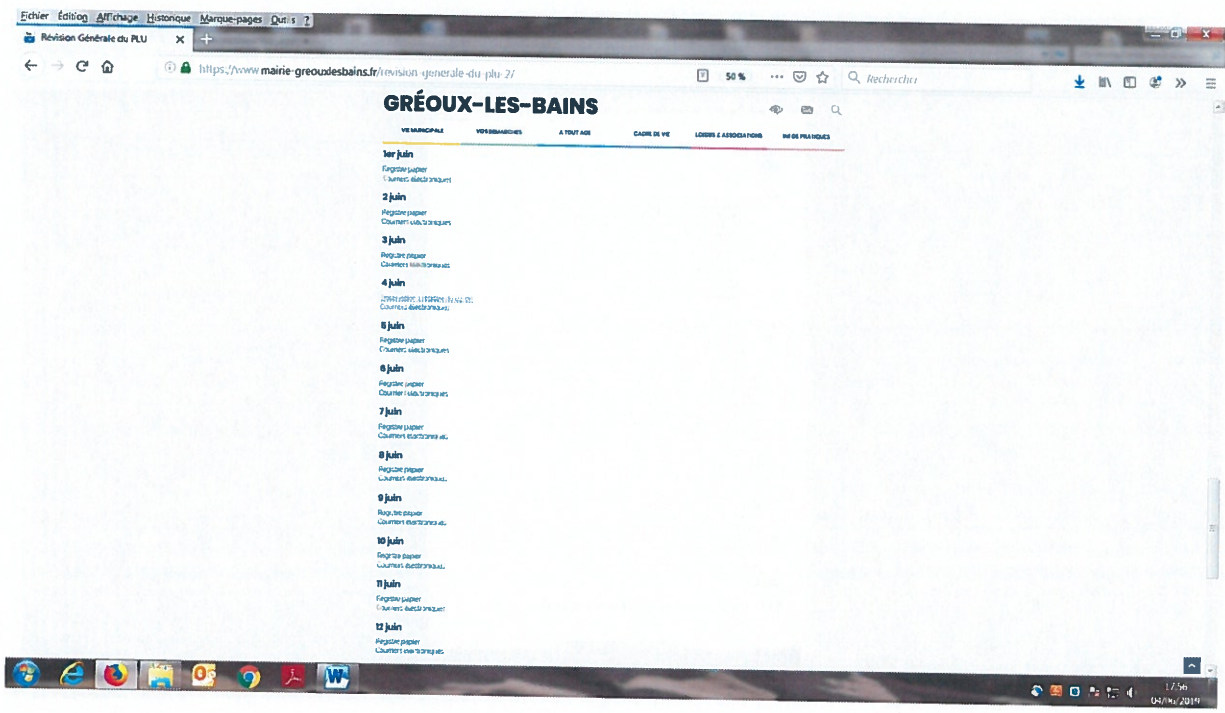 Fichier Édition Affichage Historique Marque-pages Outils ?
Révision Générale du PLU
https://www.mairie-greouxlesbains.fr/revision-generale-du-plu-2/
50 %
Rechercher
GRÉOUX-LES-BAINS
VIE MUNICIPALE VOS DEMARCHES A TOUT AGE CADRE DE VIE LOISIRS & ASSOCIATIONS INFOS PRATIQUES
1er juin
Registre papier
Courriers électroniques
2 juin
Registre papier
Courriers électroniques
3 juin
Registre papier
Courriers électroniques
4 juin
Courriers électroniques
5 juin
Registre papier
Courriers électroniques
6 juin
Registre papier
Courriers électroniques
7 juin
Registre papier
Courriers électroniques
8 juin
Registre papier
Courriers électroniques
9 juin
Registre papier
Courriers électroniques
10 juin
Registre papier
Courriers électroniques
11 juin
Registre papier
Courriers électroniques
12 juin
Registre papier
Courriers électroniques
17:56
04/06/2019